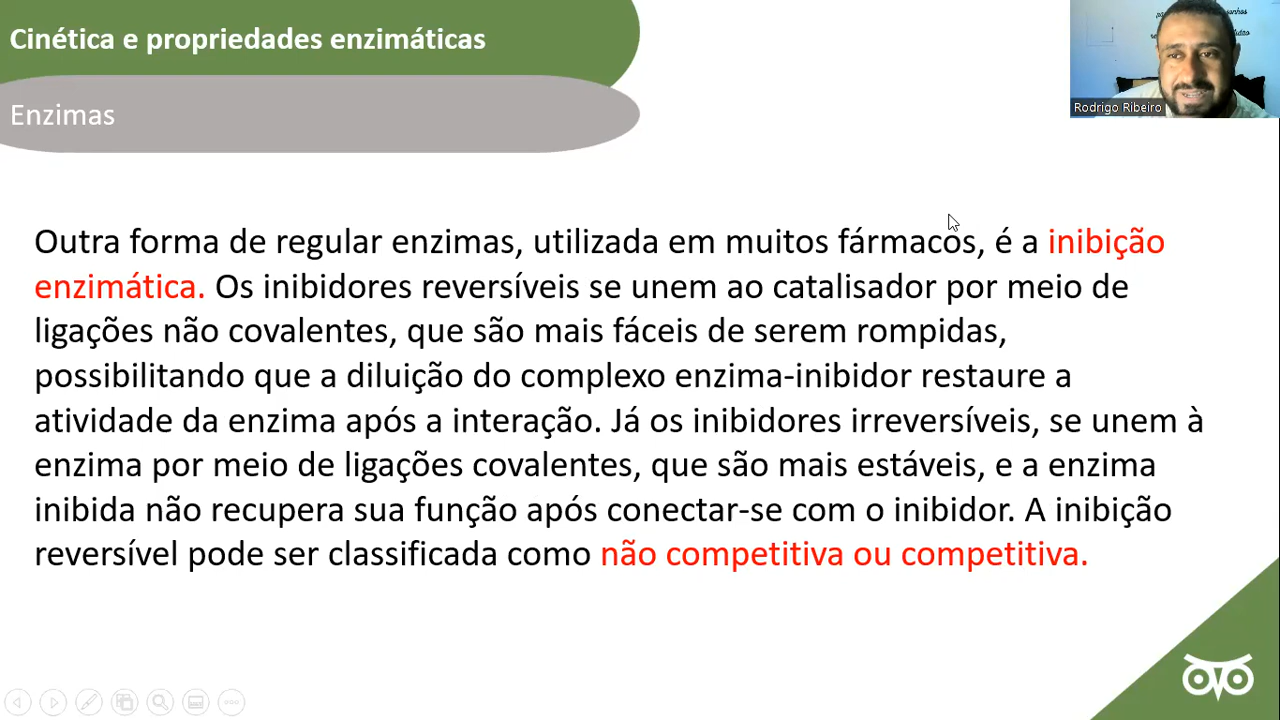 Cinética e propriedades enzimáticas
Enzimas
Rodrigo Ribeiro
Outra forma de regular enzimas, utilizada em muitos fármacos, é a inibição
enzimática. Os inibidores reversíveis se unem ao catalisador por meio de
ligações não covalentes, que são mais fáceis de serem rompidas,
possibilitando que a diluição do complexo enzima-inibidor restaure a
atividade da enzima após a interação. Já os inibidores irreversíveis, se unem à
enzima por meio de ligações covalentes, que são mais estáveis, e a enzima
inibida não recupera sua função após conectar-se com o inibidor. A inibição
reversível pode ser classificada como não competitiva ou competitiva.